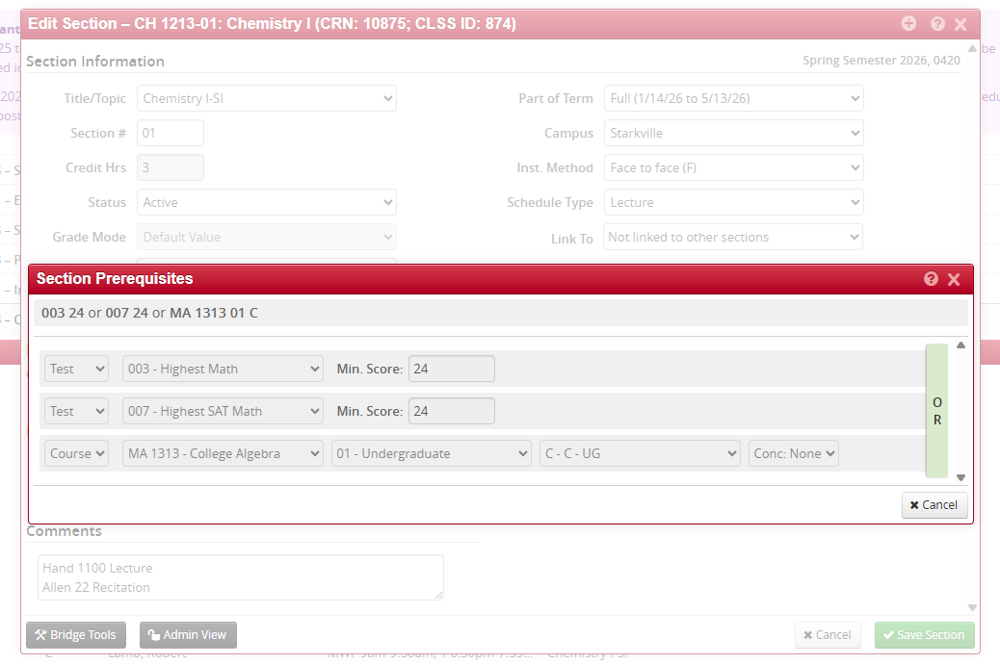 Edit Section – CH 1213-01: Chemistry I (CRN: 10875; CLSS ID: 874)
Section Information
Spring Semester 2026, 0420
Title/Topic Chemistry I-SI Part of Term Full (1/14/26 to 5/13/26)
Section # 01 Campus Starkville
Credit Hrs 3 Inst. Method Face to face (F)
Status Active Schedule Type Lecture
Grade Mode Default Value Link To Not linked to other sections
Section Prerequisites
003 24 or 007 24 or MA 1313 01 C
Test 003 - Highest Math Min. Score: 24
Test 007 - Highest SAT Math Min. Score: 24
Course MA 1313 - College Algebra 01 - Undergraduate C - C - UG Conc: None
O
R
Cancel
Comments
Hand 1100 Lecture
Allen 22 Recitation
Bridge Tools Admin View Cancel Save Section